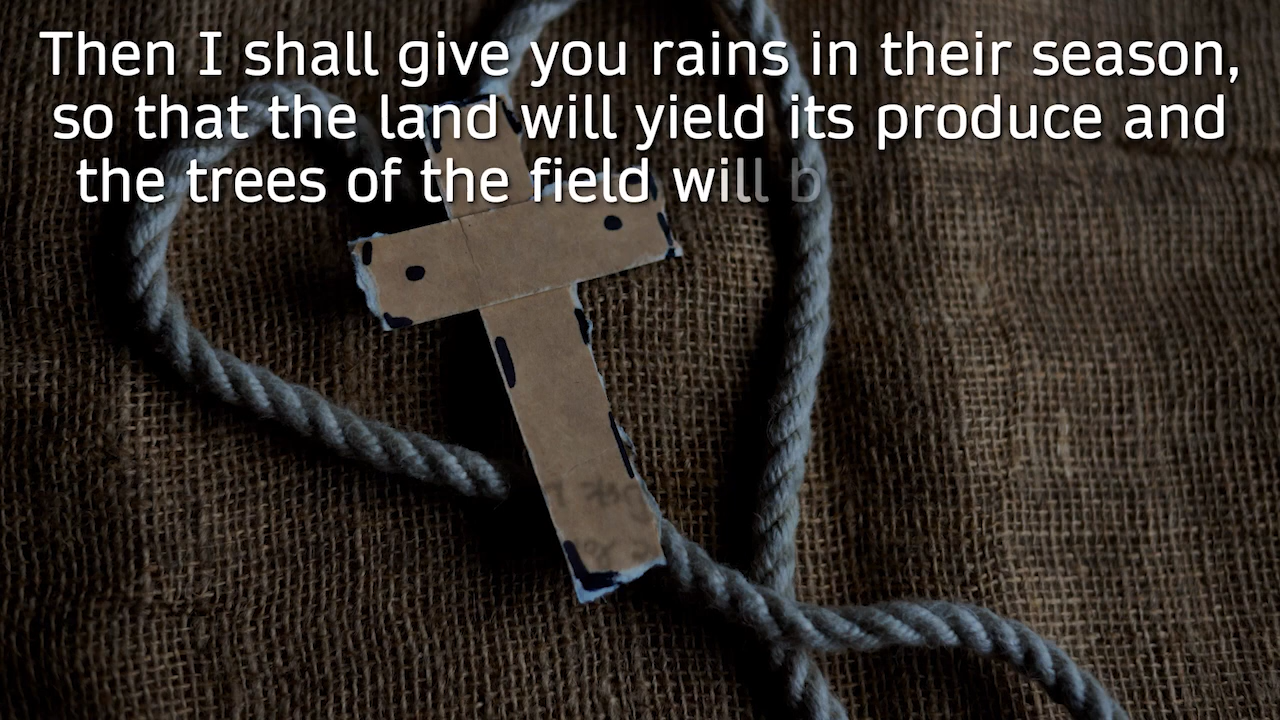 Then I shall give you rains in their season,
so that the land will yield its produce and
the trees of the field will